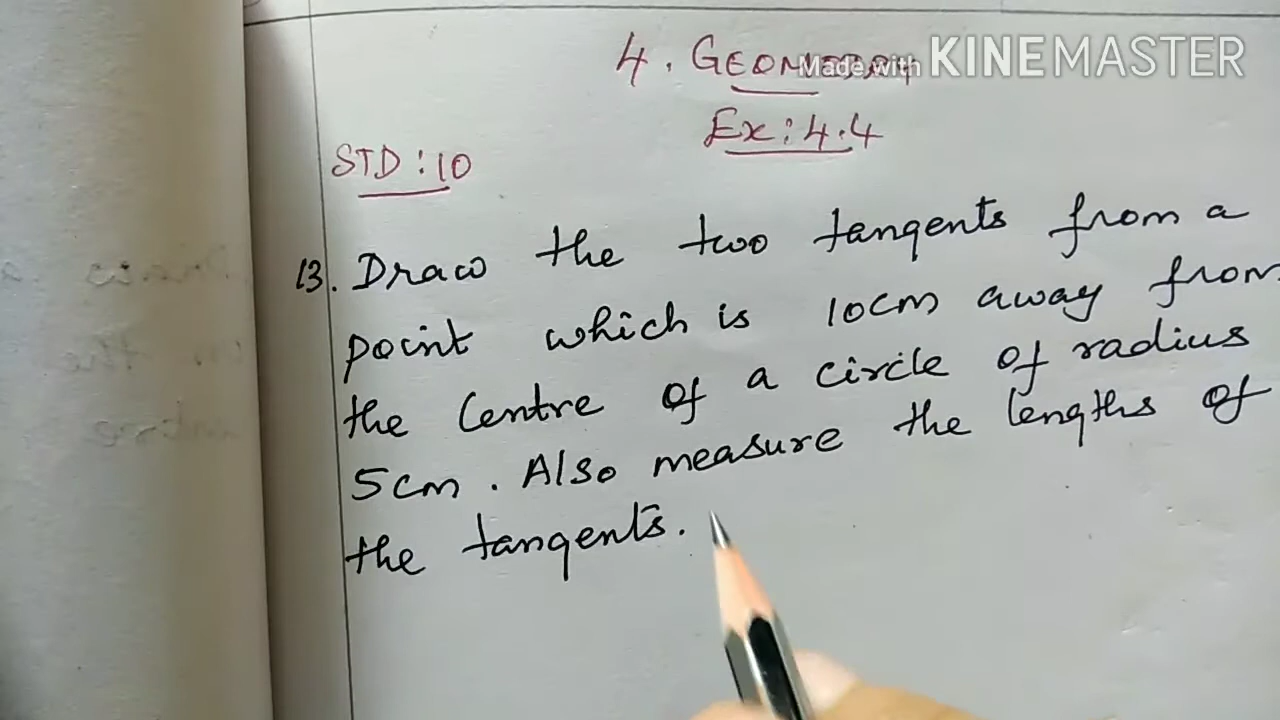 4. GEOMETRY
Made with KINEMASTER
Ex: 4.4
STD: 10
13. Draw the two tangents from a
point which is 10cm away from
the Centre of a circle of radius
5cm. Also measure the lengths of
the tangents.